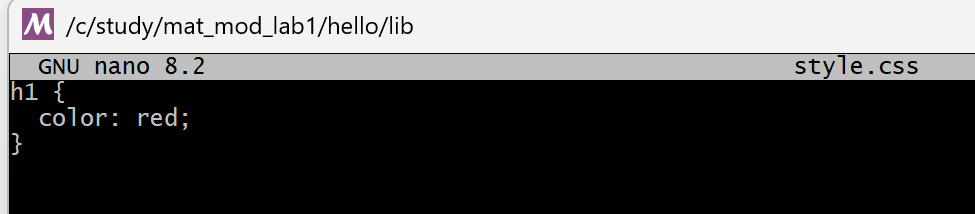 /c/study/mat_mod_lab1/hello/lib
GNU nano 8.2 style.css
h1 {
  color: red;
}